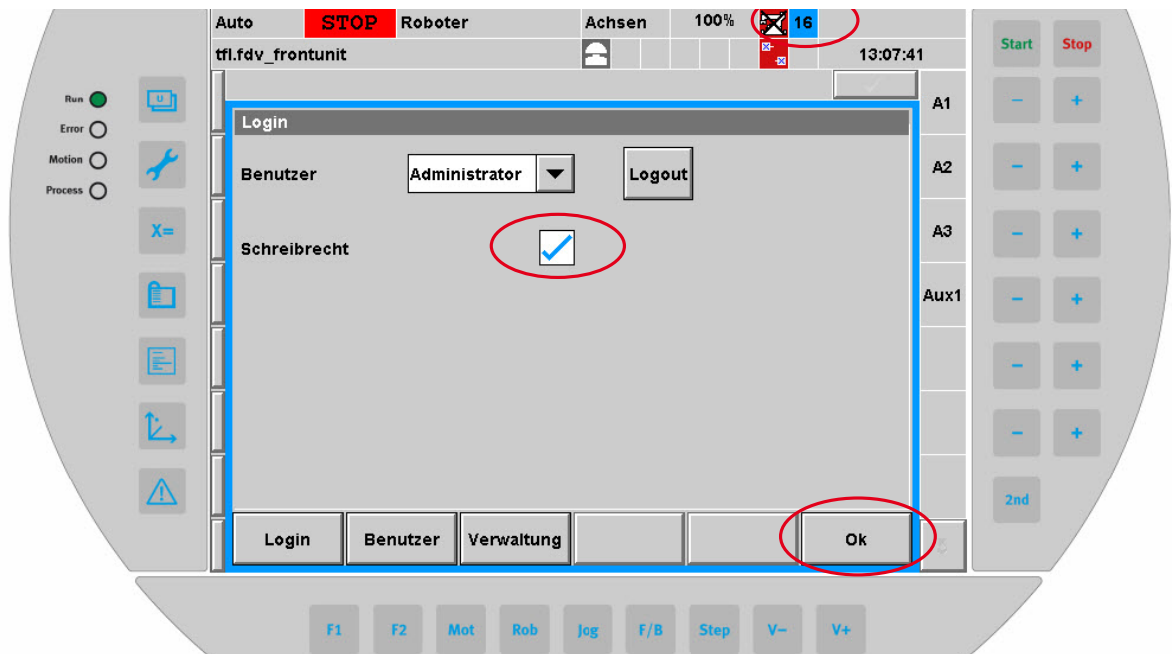 Auto STOP Roboter Achsen 100% 16
tfl.fdv_frontunit 13:07:41
Start Stop
Run
Error
Motion
Process
U
X=
Login
Benutzer Administrator Logout
Schreibrecht
A1 - +
A2 - +
A3 - +
Aux1 - +
- +
- +
2nd
Login Benutzer Verwaltung Ok
F1 F2 Mot Rob Jog F/B Step V- V+